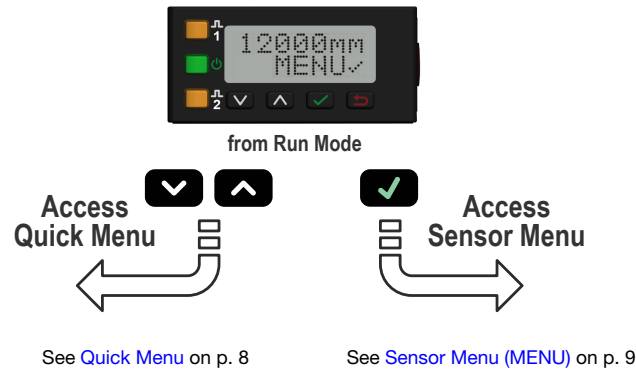 1
12000mm
MENU✓
2
from Run Mode
Access
Quick Menu
Access
Sensor Menu
See Quick Menu on p. 8
See Sensor Menu (MENU) on p. 9